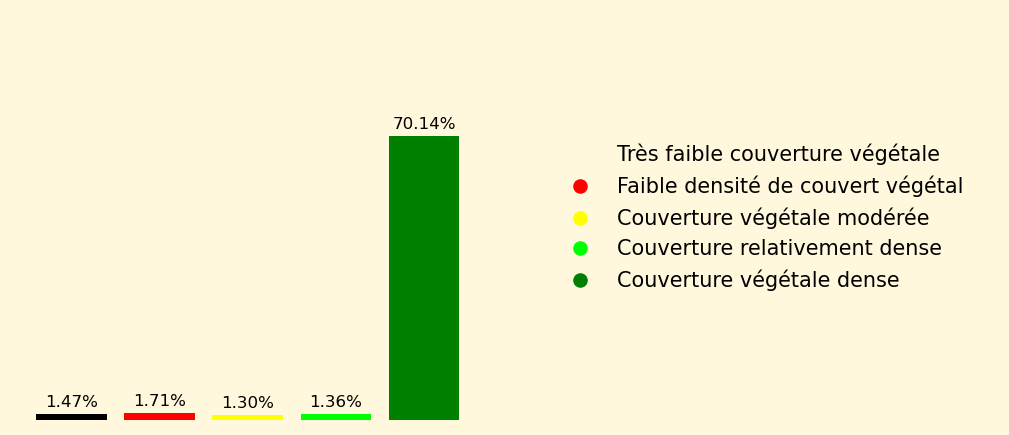 70.14%
1.47%
1.71%
1.30%
1.36%
Très faible couverture végétale
Faible densité de couvert végétal
Couverture végétale modérée
Couverture relativement dense
Couverture végétale dense